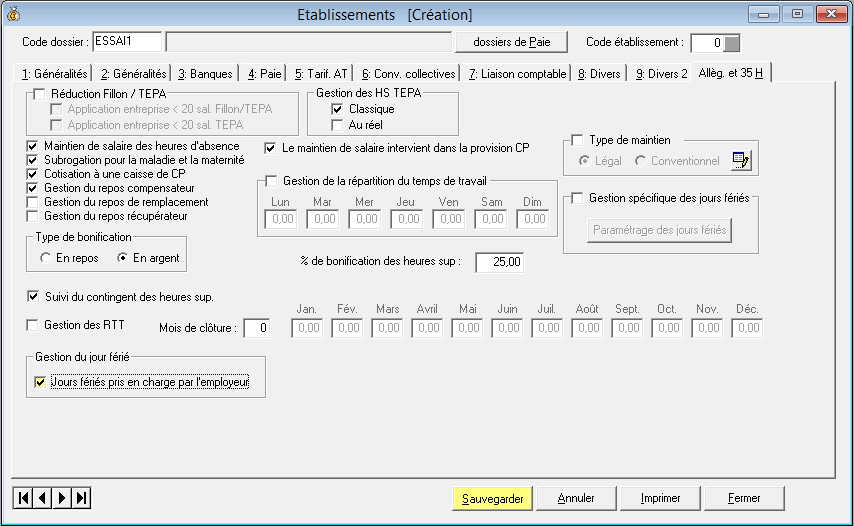 Etablissements [Création]
Code dossier : ESSAI1 dossiers de Paie Code établissement : 0
1: Généralités 2: Généralités 3: Banques 4: Paie 5: Tarif. AT 6: Conv. collectives 7: Liaison comptable 8: Divers 9: Divers 2 Allèg. et 35 H
Réduction Fillon / TEPA
Application entreprise < 20 sal. Fillon/TEPA
Application entreprise < 20 sal. TEPA
Gestion des HS TEPA
Classique
Au réel
Maintien de salaire des heures d'absence
Subrogation pour la maladie et la maternité
Cotisation à une caisse de CP
Gestion du repos compensateur
Gestion du repos de remplacement
Gestion du repos récupérateur
Le maintien de salaire intervient dans la provision CP
Type de maintien
Légal Conventionnel
Gestion de la répartition du temps de travail
Lun Mar Mer Jeu Ven Sam Dim
0,00 0,00 0,00 0,00 0,00 0,00 0,00
Gestion spécifique des jours fériés
Paramétrage des jours fériés
Type de bonification
En repos En argent
% de bonification des heures sup : 25,00
Suivi du contingent des heures sup.
Gestion des RTT Mois de clôture : 0
Jan. Fév. Mars Avril Mai Juin Juil. Août Sept. Oct. Nov. Déc.
0,00 0,00 0,00 0,00 0,00 0,00 0,00 0,00 0,00 0,00 0,00 0,00
Gestion du jour férié
Jours fériés pris en charge par l'employeur
Sauvegarder Annuler Imprimer Fermer